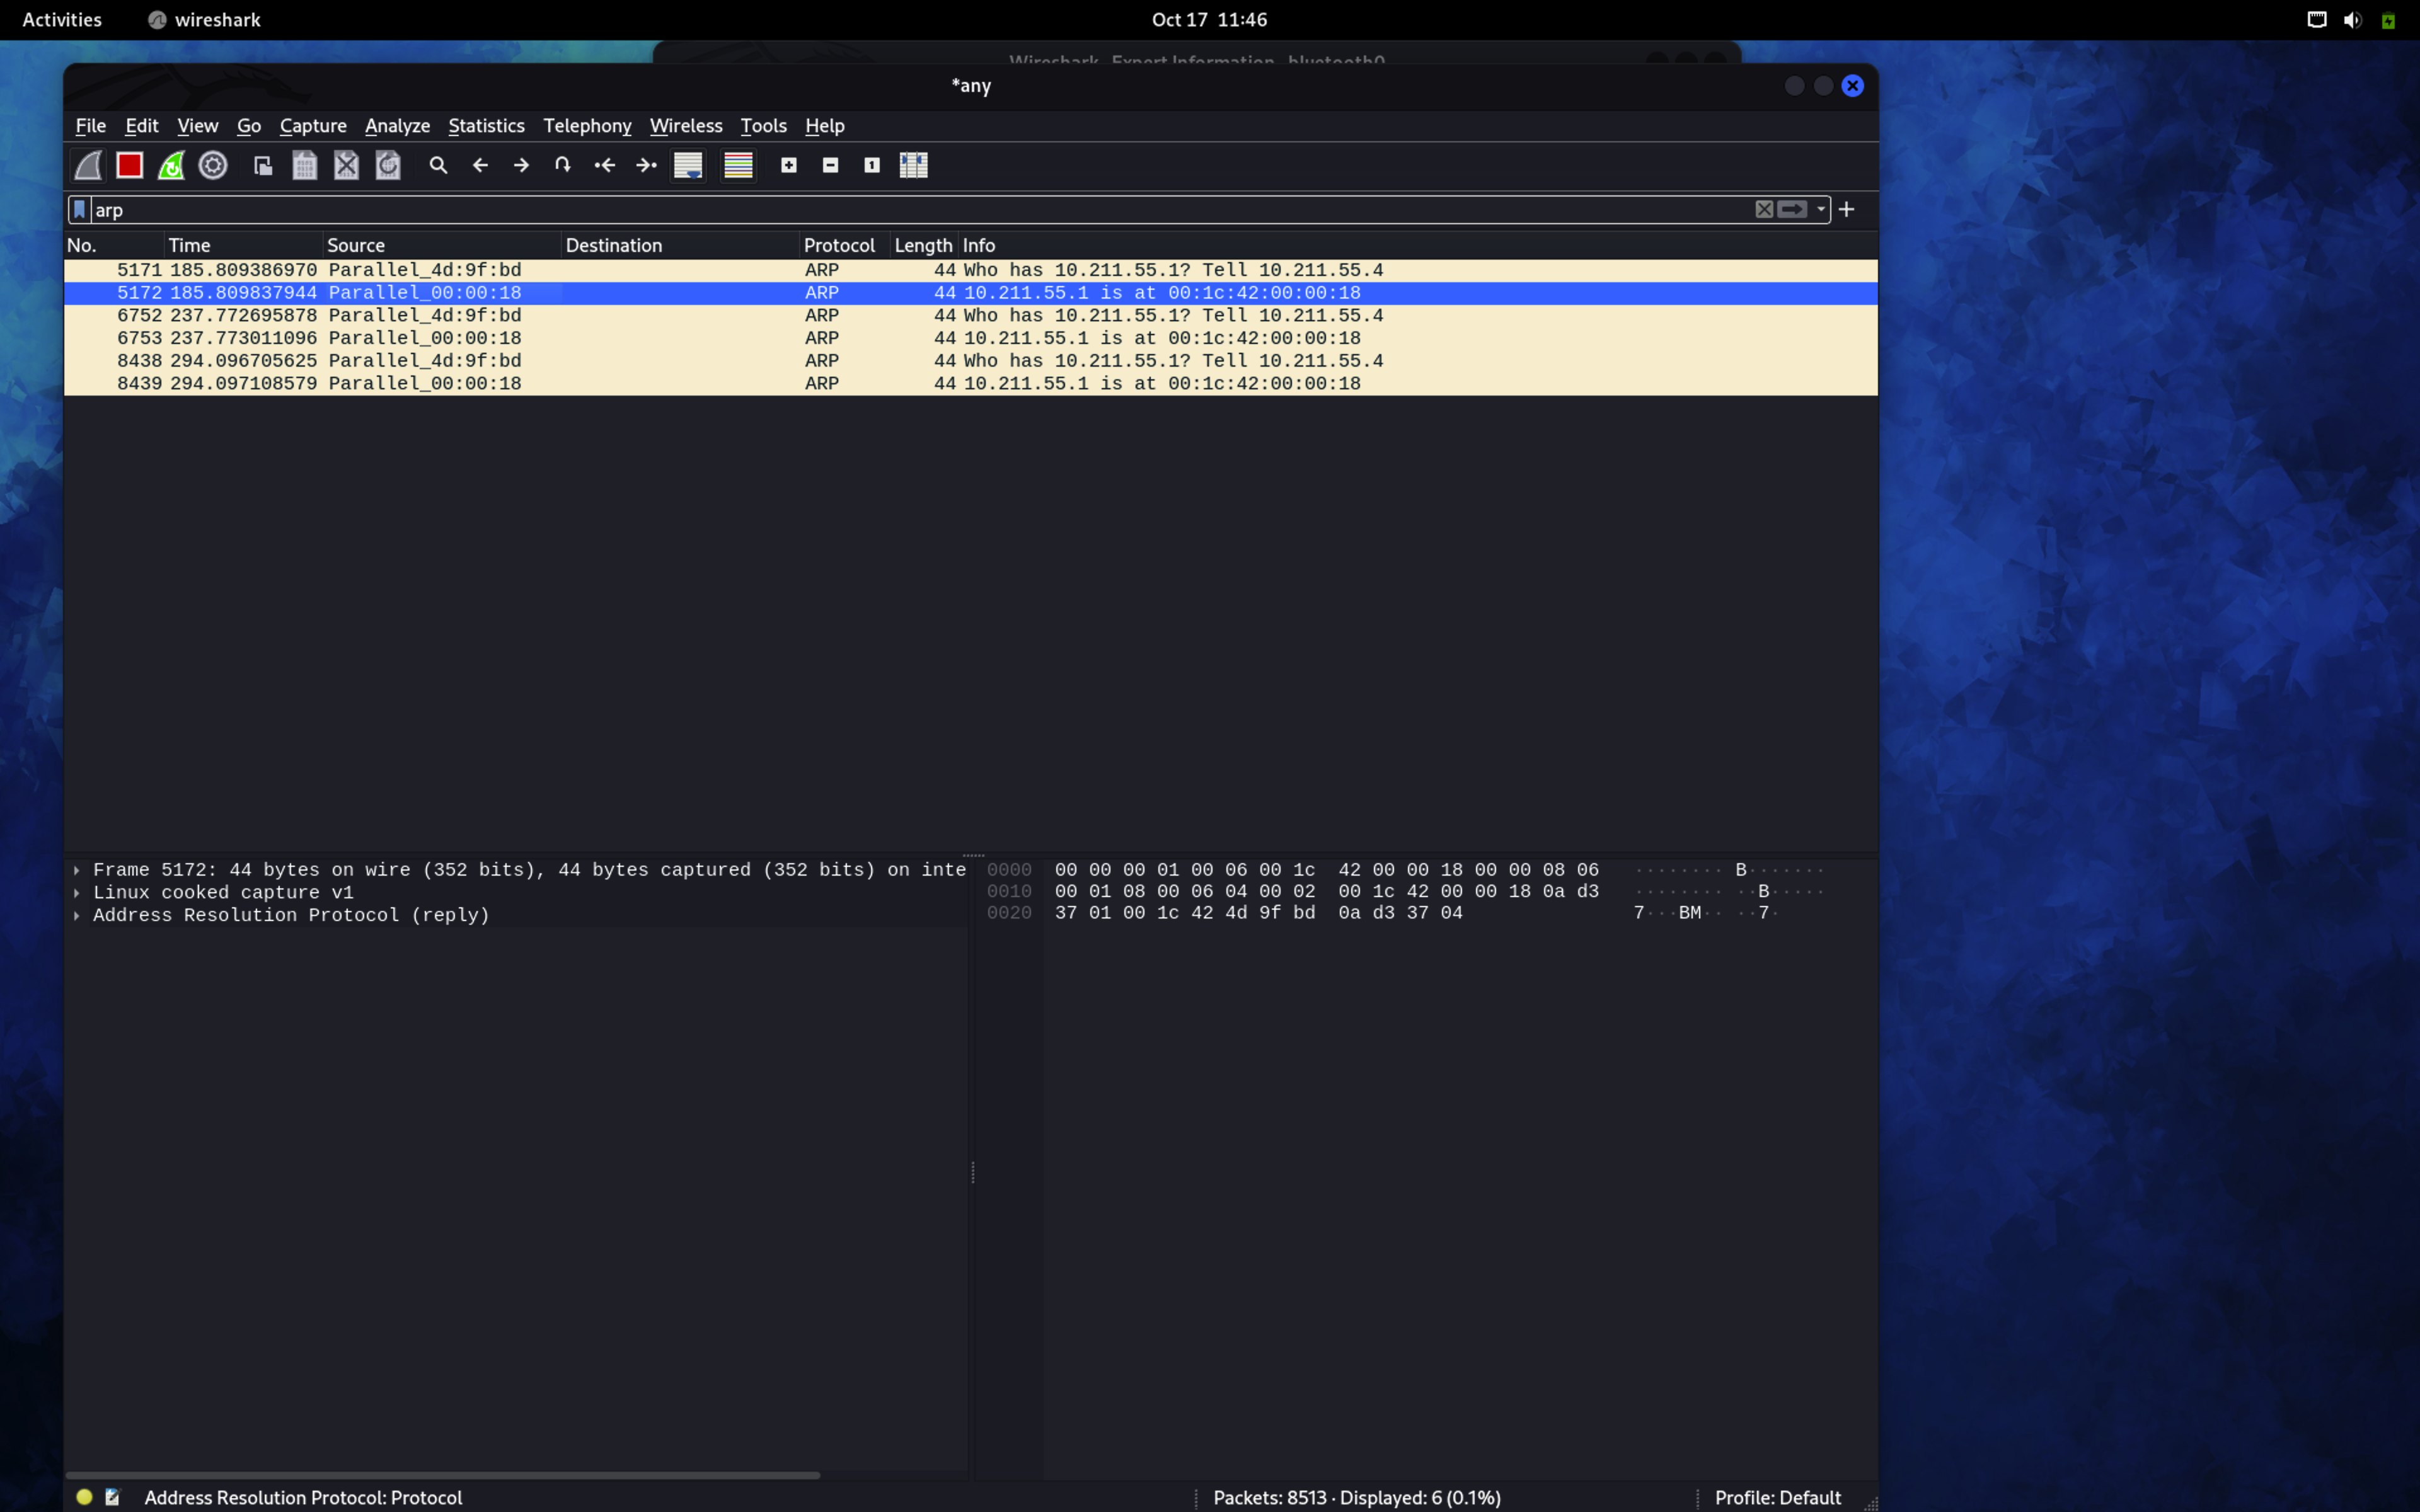 Activities wireshark Oct 17 11:46
Wireshark · Expert Information · bluetooth0
*any
File Edit View Go Capture Analyze Statistics Telephony Wireless Tools Help
arp
No. Time Source Destination Protocol Length Info
5171 185.809386970 Parallel_4d:9f:bd ARP 44 Who has 10.211.55.1? Tell 10.211.55.4
5172 185.809837944 Parallel_00:00:18 ARP 44 10.211.55.1 is at 00:1c:42:00:00:18
6752 237.772695878 Parallel_4d:9f:bd ARP 44 Who has 10.211.55.1? Tell 10.211.55.4
6753 237.773011096 Parallel_00:00:18 ARP 44 10.211.55.1 is at 00:1c:42:00:00:18
8438 294.096705625 Parallel_4d:9f:bd ARP 44 Who has 10.211.55.1? Tell 10.211.55.4
8439 294.097108579 Parallel_00:00:18 ARP 44 10.211.55.1 is at 00:1c:42:00:00:18
Frame 5172: 44 bytes on wire (352 bits), 44 bytes captured (352 bits) on inte
Linux cooked capture v1
Address Resolution Protocol (reply)
0000 00 00 00 01 00 06 00 1c 42 00 00 18 00 00 08 06 ········ B·······
0010 00 01 08 00 06 04 00 02 00 1c 42 00 00 18 0a d3 ········ ··B·····
0020 37 01 00 1c 42 4d 9f bd 0a d3 37 04 7···BM·· ··7·
Address Resolution Protocol: Protocol Packets: 8513 · Displayed: 6 (0.1%) Profile: Default